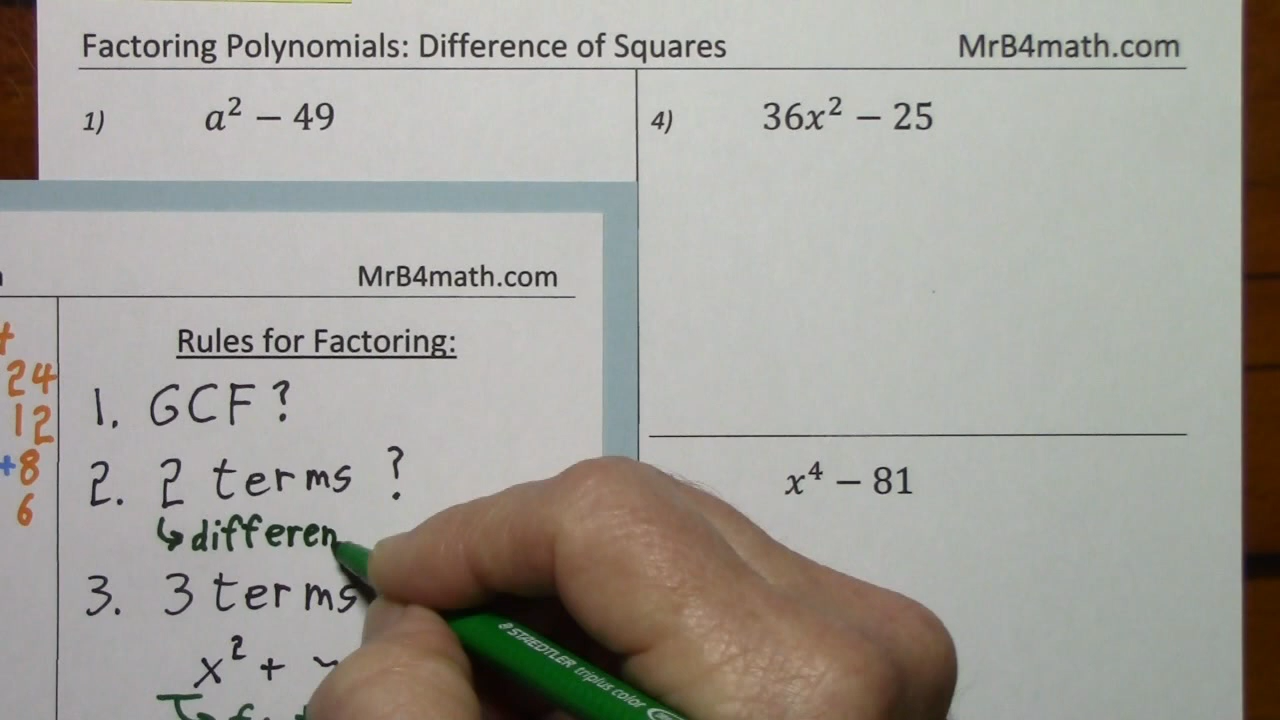 Factoring Polynomials: Difference of Squares MrB4math.com
1) a² − 49
4) 36x² − 25
MrB4math.com
Rules for Factoring:
24
12
+8
6
1. GCF?
2. 2 terms ?
↳differen
3. 3 terms
x² +
x⁴ − 81
STAEDTLER triplus color